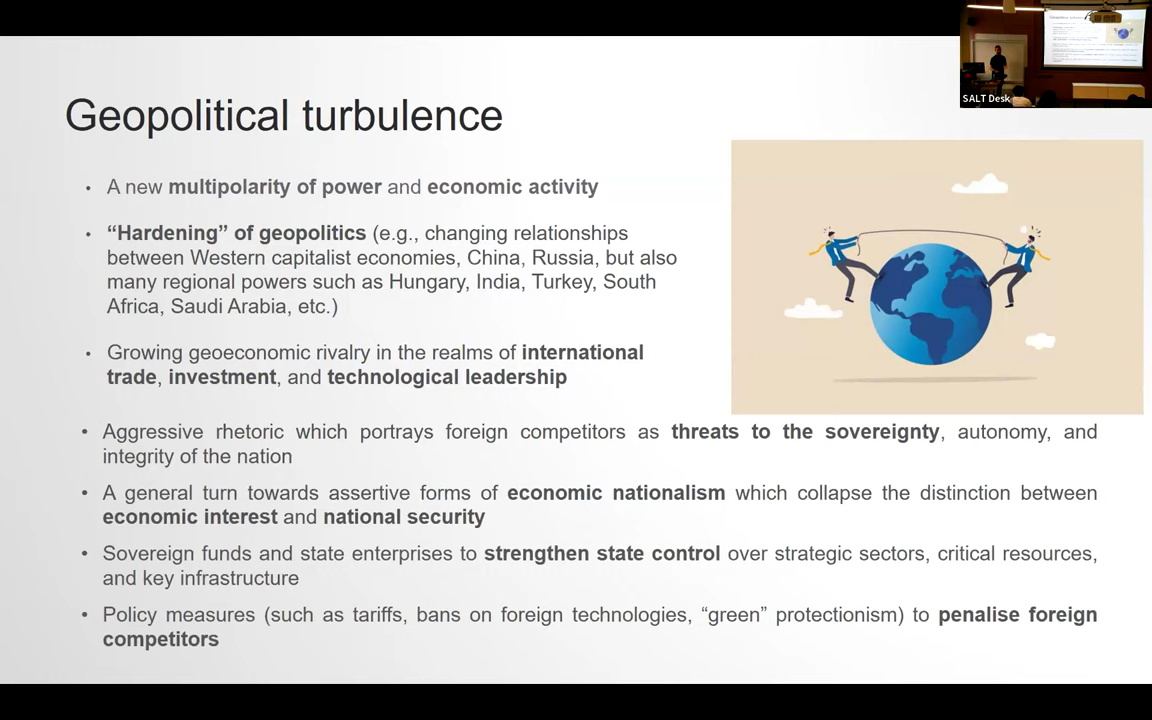 SALT Desk
Geopolitical turbulence
• A new multipolarity of power and economic activity
• “Hardening” of geopolitics (e.g., changing relationships
between Western capitalist economies, China, Russia, but also
many regional powers such as Hungary, India, Turkey, South
Africa, Saudi Arabia, etc.)
• Growing geoeconomic rivalry in the realms of international
trade, investment, and technological leadership
• Aggressive rhetoric which portrays foreign competitors as threats to the sovereignty, autonomy, and
integrity of the nation
• A general turn towards assertive forms of economic nationalism which collapse the distinction between
economic interest and national security
• Sovereign funds and state enterprises to strengthen state control over strategic sectors, critical resources,
and key infrastructure
• Policy measures (such as tariffs, bans on foreign technologies, “green” protectionism) to penalise foreign
competitors